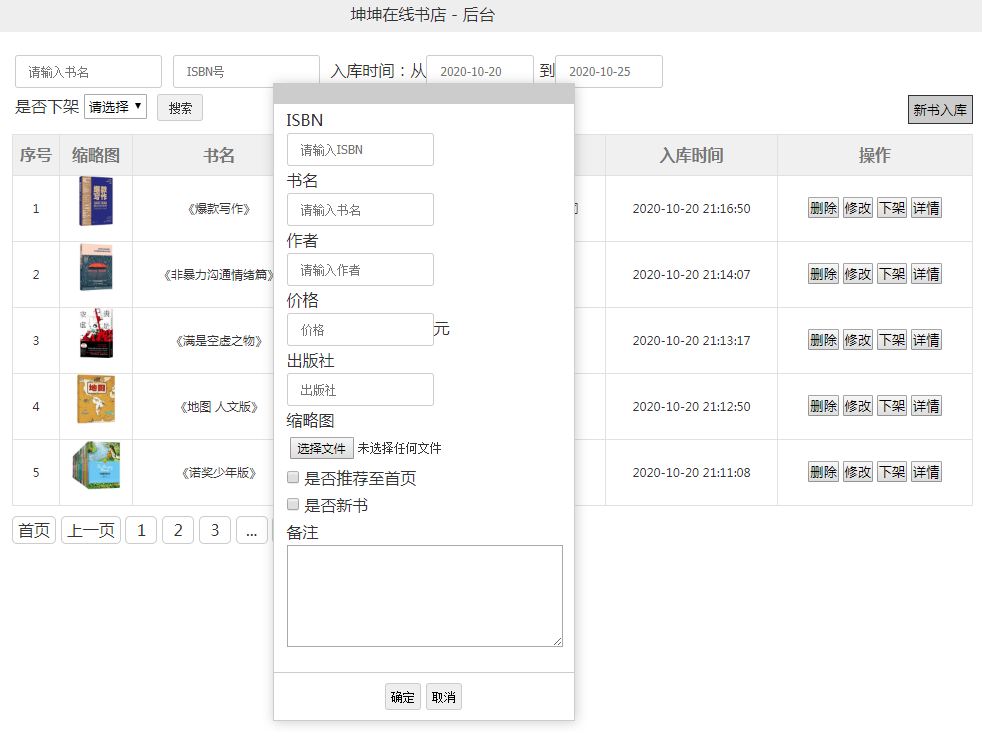 坤坤在线书店 - 后台
请输入书名 ISBN号 入库时间：从 2020-10-20 到 2020-10-25
是否下架 请选择 搜索 新书入库
序号 缩略图 书名 入库时间 操作
1 《爆款写作》 2020-10-20 21:16:50 删除 修改 下架 详情
2 《非暴力沟通情绪篇》 2020-10-20 21:14:07 删除 修改 下架 详情
3 《满是空虚之物》 2020-10-20 21:13:17 删除 修改 下架 详情
4 《地图 人文版》 2020-10-20 21:12:50 删除 修改 下架 详情
5 《诺奖少年版》 2020-10-20 21:11:08 删除 修改 下架 详情
首页 上一页 1 2 3 ...
ISBN
请输入ISBN
书名
请输入书名
作者
请输入作者
价格
价格 元
出版社
出版社
缩略图
选择文件 未选择任何文件
是否推荐至首页
是否新书
备注
确定 取消